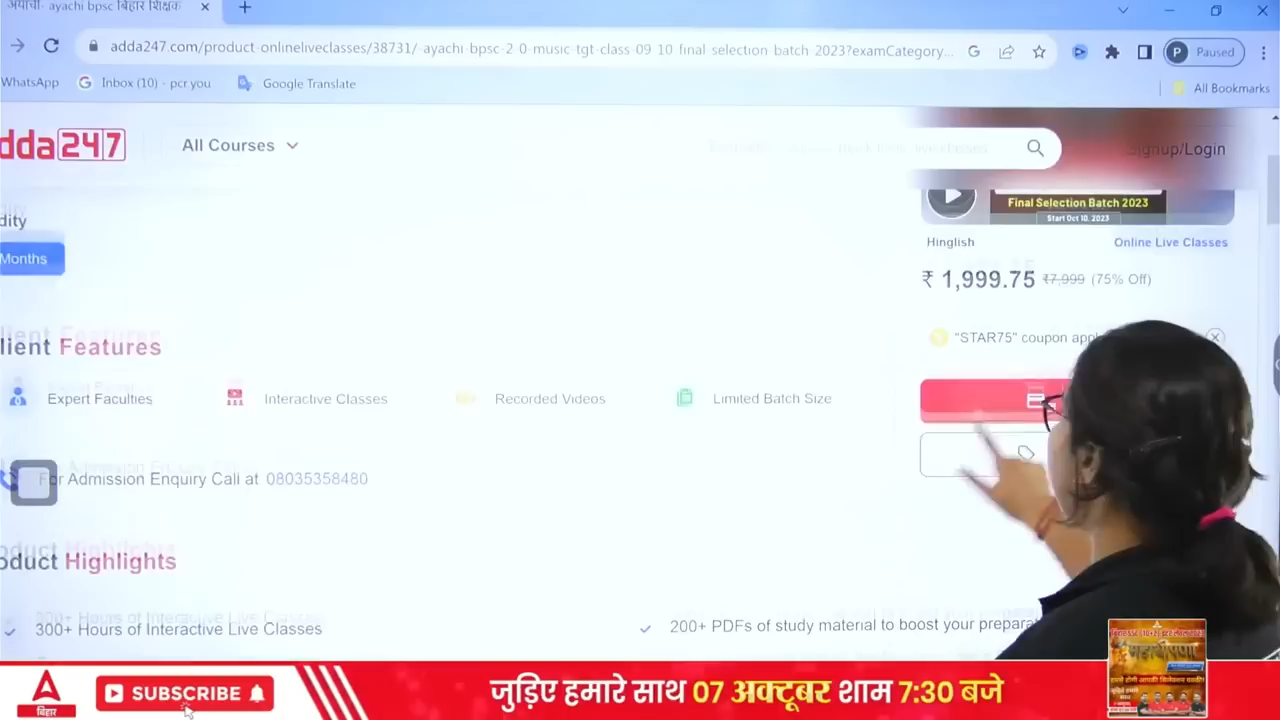 अयाची- ayachi bpsc बिहार शिक्षक
adda247.com/product-onlineliveclasses/38731/-ayachi-bpsc-2-0-music-tgt-class-09-10-final-selection-batch-2023?examCategory...
P Paused
WhatsApp
Inbox (10) - pcr you
Google Translate
All Bookmarks
dda247
All Courses
Signup/Login
dity
Months
Final Selection Batch 2023
Start Oct 10, 2023
Hinglish
Online Live Classes
₹ 1,999.75 ₹7,999 (75% Off)
"STAR75" coupon appl
lient Features
Expert Faculties
Interactive Classes
Recorded Videos
Limited Batch Size
For Admission Enquiry Call at 08035358480
oduct Highlights
300+ Hours of Interactive Live Classes
200+ PDFs of study material to boost your prepara
बिहार
SUBSCRIBE
जुड़िए हमारे साथ 07 अक्टूबर शाम 7:30 बजे